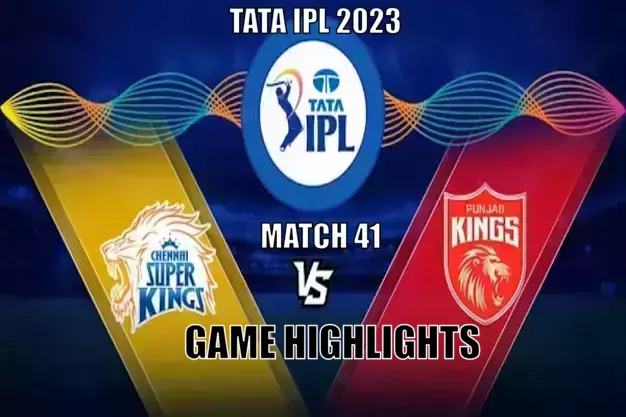 TATA IPL 2023
TATA
IPL
MATCH 41
VS
CHENNAI
SUPER
KINGS
PUNJAB
KINGS
GAME HIGHLIGHTS